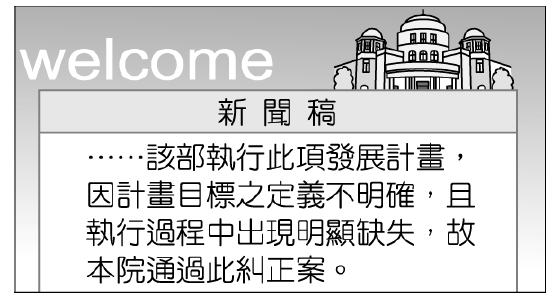 welcome
新聞稿
……該部執行此項發展計畫，
因計畫目標之定義不明確，且
執行過程中出現明顯缺失，故
本院通過此糾正案。